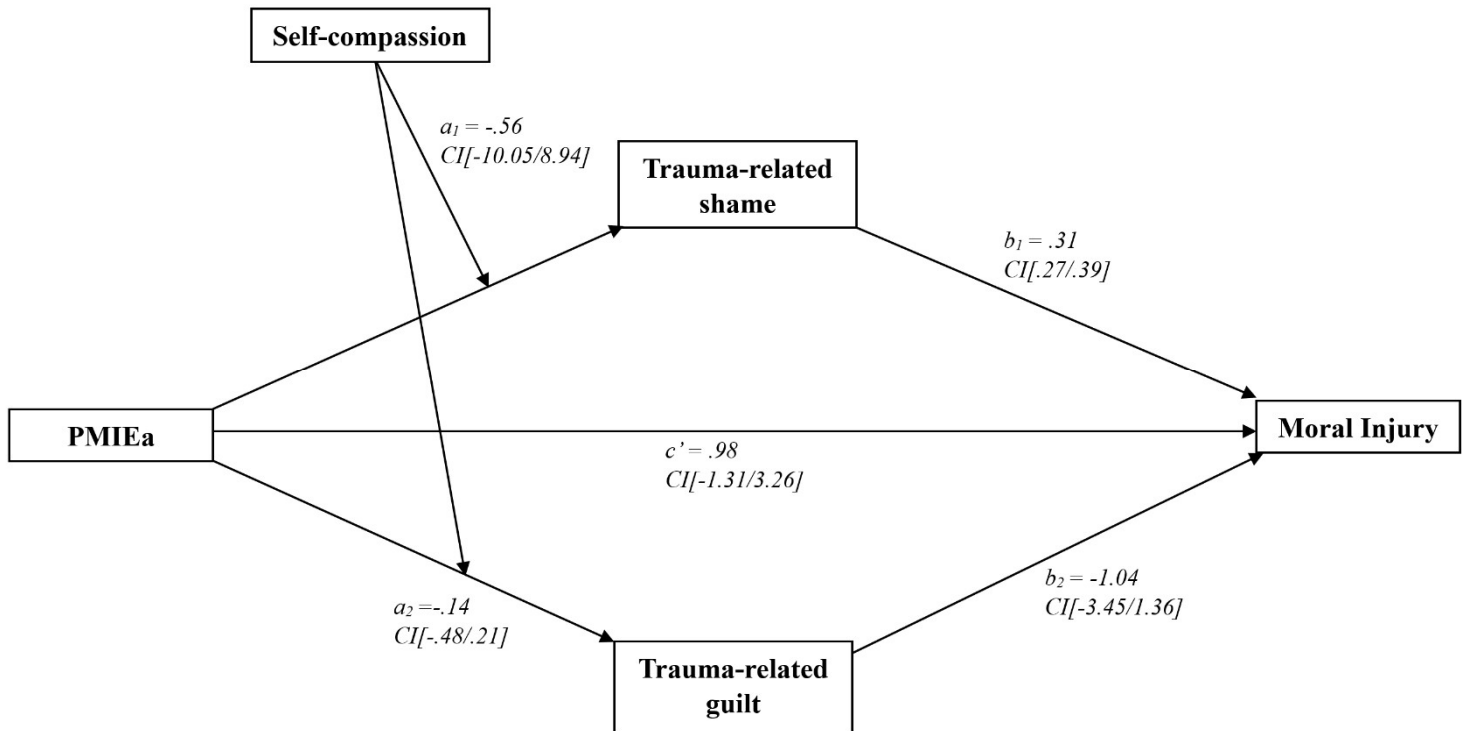 Self-compassion
a₁ = -.56
CI[-10.05/8.94]
Trauma-related
shame
b₁ = .31
CI[.27/.39]
PMIEa
c’ = .98
CI[-1.31/3.26]
Moral Injury
a₂ =-.14
CI[-.48/.21]
b₂ = -1.04
CI[-3.45/1.36]
Trauma-related
guilt